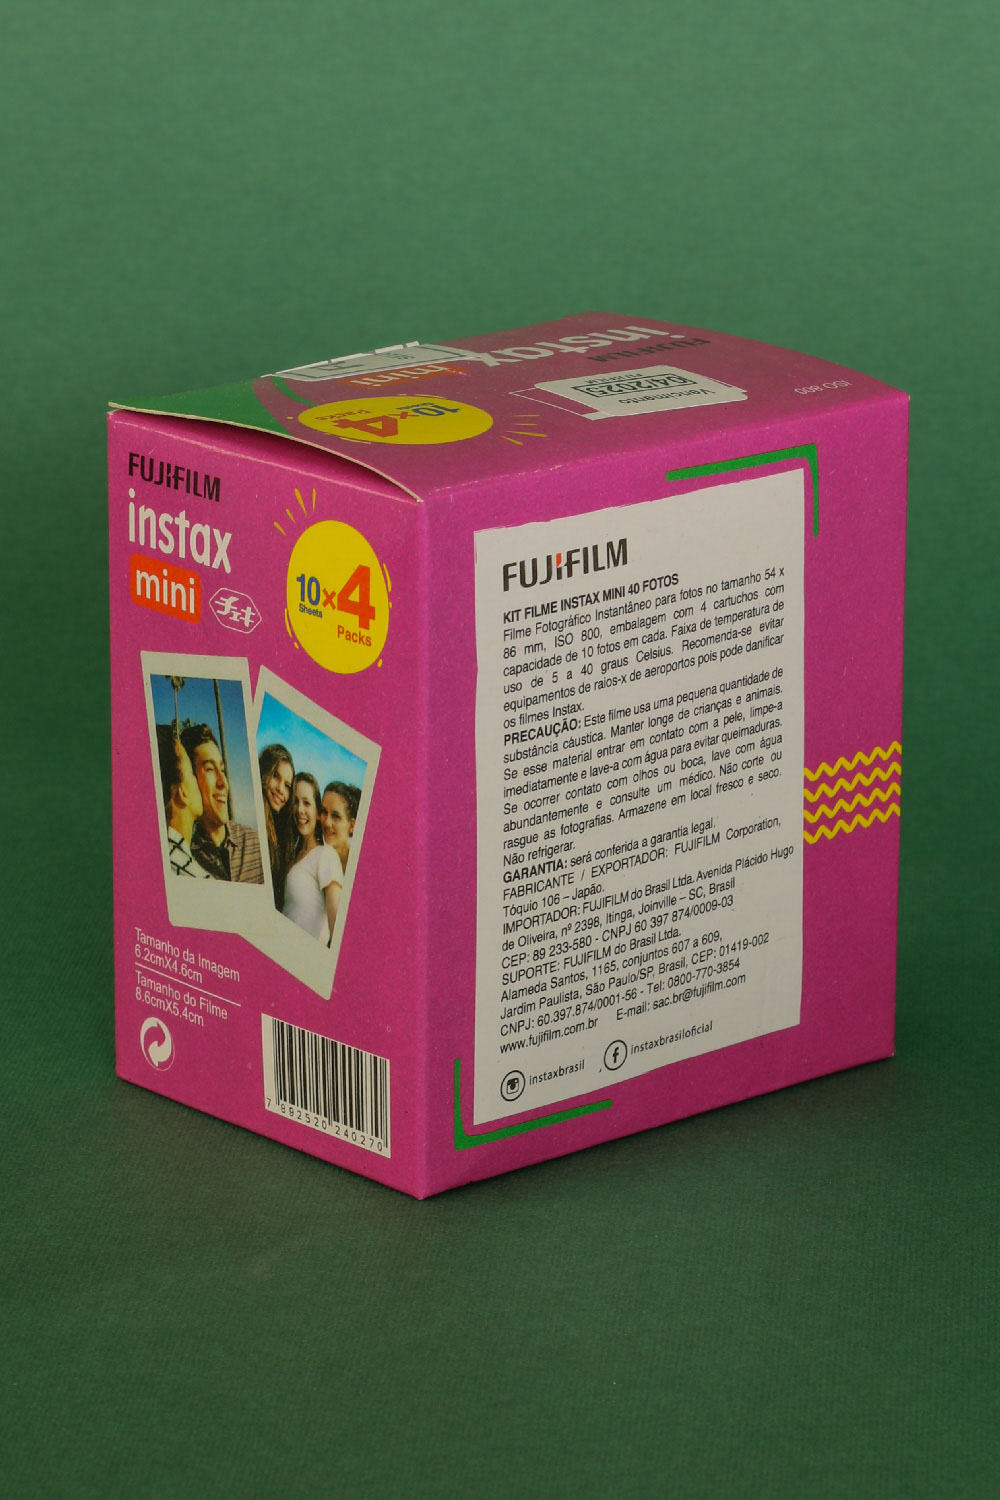 instax
FUJIFILM
mini
10×4
Packs
Vencimento
04/2025
ISO 800
FUJIFILM
instax
mini
チェキ
10×4
Sheets
Packs
Tamanho da Imagem
6.2cmX4.6cm
Tamanho do Filme
8.6cmX5.4cm
7 892520 240270
FUJIFILM
KIT FILME INSTAX MINI 40 FOTOS
Filme Fotográfico Instantâneo para fotos no tamanho 54 x
86 mm, ISO 800, embalagem com 4 cartuchos com
capacidade de 10 fotos em cada. Faixa de temperatura de
uso de 5 a 40 graus Celsius. Recomenda-se evitar
equipamentos de raios-x de aeroportos pois pode danificar
os filmes Instax.
PRECAUÇÃO: Este filme usa uma pequena quantidade de
substância cáustica. Manter longe de crianças e animais.
Se esse material entrar em contato com a pele, limpe-a
imediatamente e lave-a com água para evitar queimaduras.
Se ocorrer contato com olhos ou boca, lave com água
abundantemente e consulte um médico. Não corte ou
rasgue as fotografias. Armazene em local fresco e seco.
Não refrigerar.
GARANTIA: será conferida a garantia legal.
FABRICANTE / EXPORTADOR: FUJIFILM Corporation,
Tóquio 106 – Japão.
IMPORTADOR: FUJIFILM do Brasil Ltda. Avenida Plácido Hugo
de Oliveira, nº 2398, Itinga, Joinville – SC, Brasil
CEP: 89 233-580 - CNPJ 60 397 874/0009-03
SUPORTE: FUJIFILM do Brasil Ltda.
Alameda Santos, 1165, conjuntos 607 a 609,
Jardim Paulista, São Paulo/SP, Brasil, CEP: 01419-002
CNPJ: 60.397.874/0001-56 - Tel: 0800-770-3854
www.fujifilm.com.br E-mail: sac.br@fujifilm.com
instaxbrasil instaxbrasiloficial